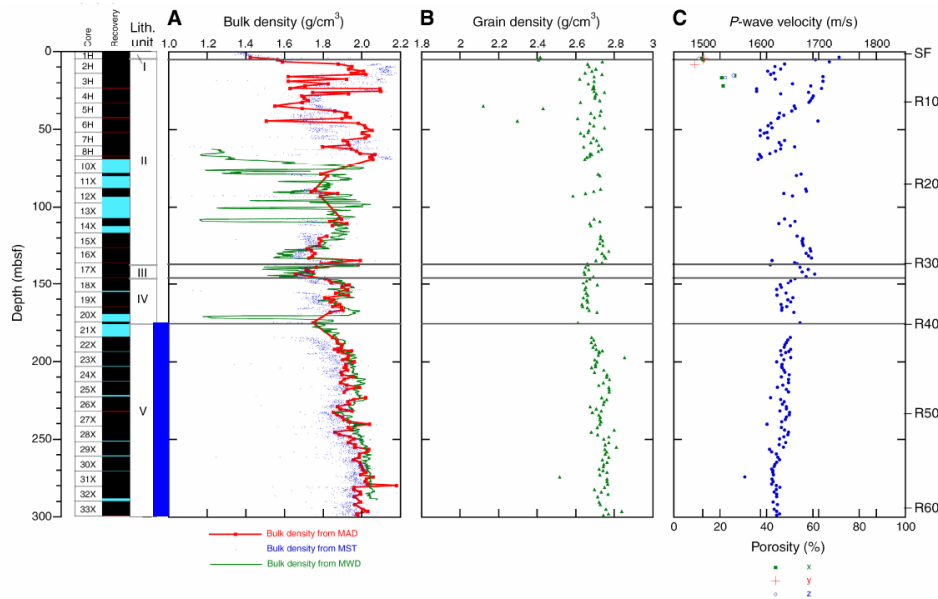 A Bulk density (g/cm3)
B Grain density (g/cm3)
C P-wave velocity (m/s)
Core
Recovery
Lith. unit
1.0 1.2 1.4 1.6 1.8 2.0 2.2
1.8 2 2.2 2.4 2.6 2.8 3
1500 1600 1700 1800
Depth (mbsf)
0
50
100
150
200
250
300
1H
2H
3H
4H
5H
6H
7H
8H
10X
11X
12X
13X
14X
15X
16X
17X
18X
19X
20X
21X
22X
23X
24X
25X
26X
27X
28X
29X
30X
31X
32X
33X
I
II
III
IV
V
SF
R10
R20
R30
R40
R50
R60
0 20 40 60 80 100
Porosity (%)
Bulk density from MAD
Bulk density from MST
Bulk density from MWD
x
y
z